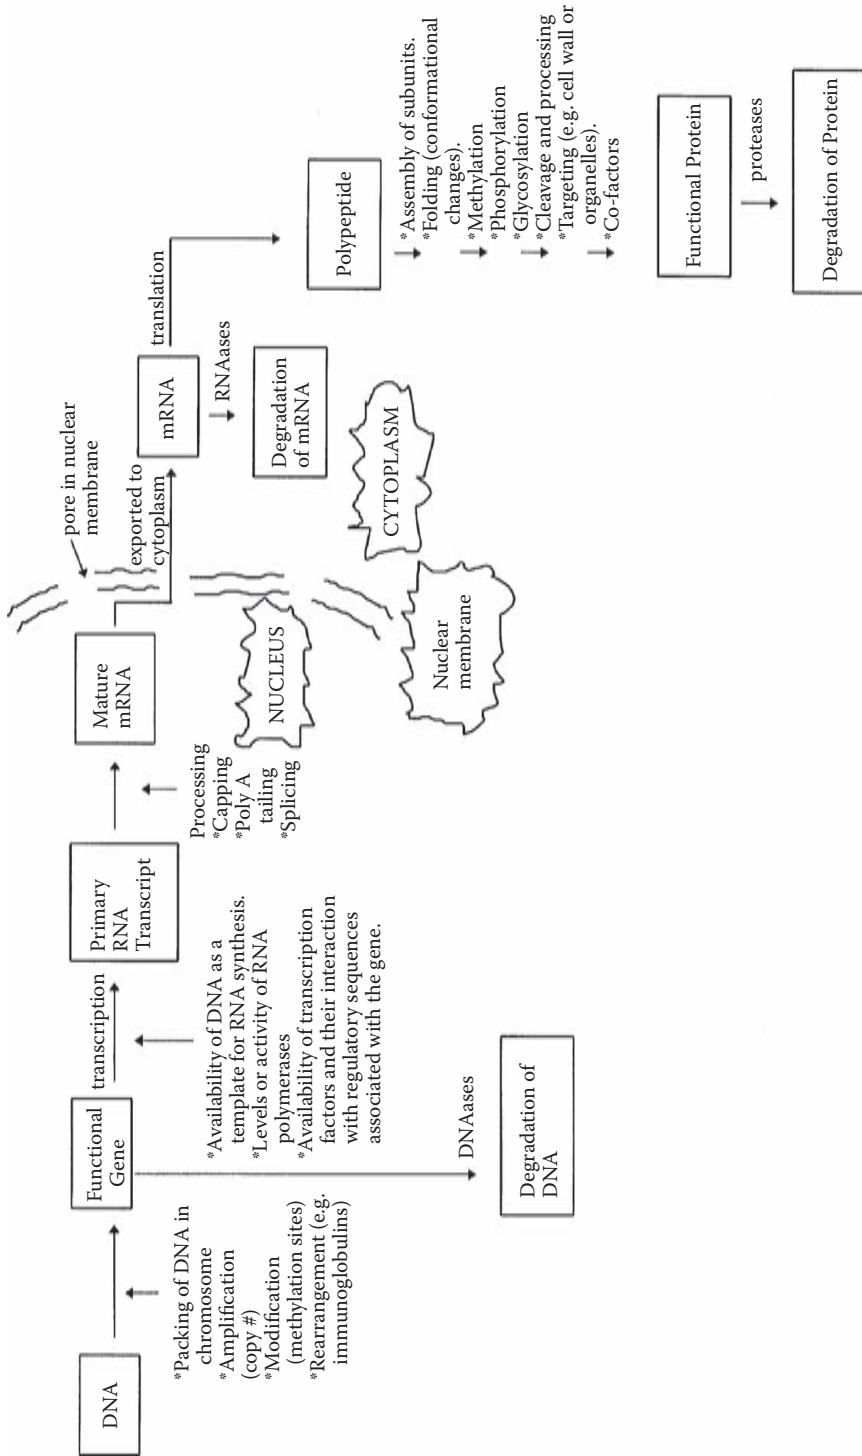 DNA
*Packing of DNA in
chromosome
*Amplification
(copy #)
*Modification
(methylation sites)
*Rearrangement (e.g.
immunoglobulins)
Functional
Gene
transcription
*Availability of DNA as a
template for RNA synthesis.
*Levels or activity of RNA
polymerases
*Availability of transcription
factors and their interaction
with regulatory sequences
associated with the gene.
DNAases
Degradation of
DNA
Primary
RNA
Transcript
Processing
*Capping
*Poly A
tailing
*Splicing
Mature
mRNA
NUCLEUS
Nuclear
membrane
pore in nuclear
membrane
exported to
cytoplasm
CYTOPLASM
mRNA
RNAases
Degradation
of mRNA
translation
Polypeptide
*Assembly of subunits.
*Folding (conformational
changes).
*Methylation
*Phosphorylation
*Glycosylation
*Cleavage and processing
*Targeting (e.g. cell wall or
organelles).
*Co-factors
Functional Protein
proteases
Degradation of Protein